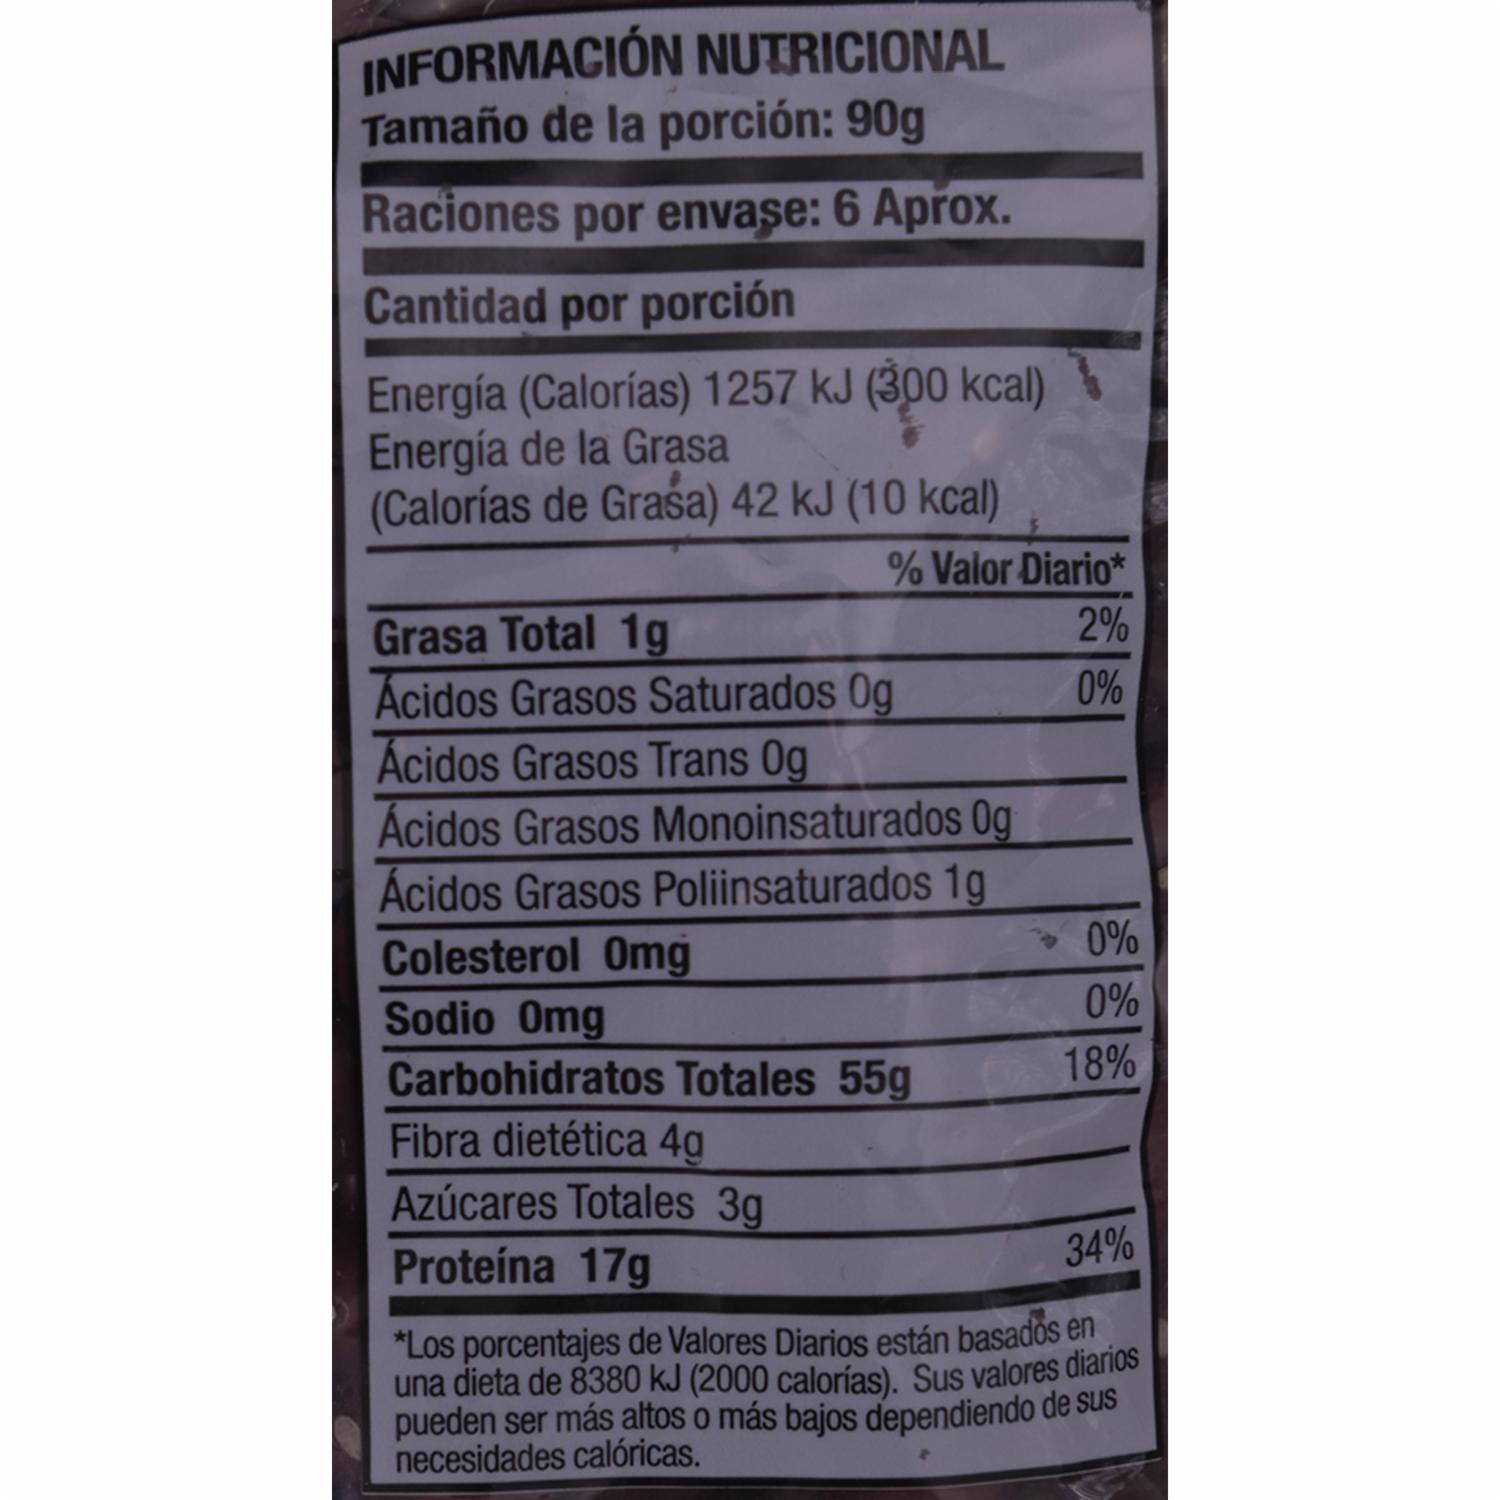 INFORMACIÓN NUTRICIONAL
Tamaño de la porción: 90g
Raciones por envase: 6 Aprox.
Cantidad por porción
Energía (Calorías) 1257 kJ (300 kcal)
Energía de la Grasa
(Calorías de Grasa) 42 kJ (10 kcal)
% Valor Diario*
Grasa Total 1g 2%
Ácidos Grasos Saturados 0g 0%
Ácidos Grasos Trans 0g
Ácidos Grasos Monoinsaturados 0g
Ácidos Grasos Poliinsaturados 1g
Colesterol 0mg 0%
Sodio 0mg 0%
Carbohidratos Totales 55g 18%
Fibra dietética 4g
Azúcares Totales 3g
Proteína 17g 34%
*Los porcentajes de Valores Diarios están basados en
una dieta de 8380 kJ (2000 calorías). Sus valores diarios
pueden ser más altos o más bajos dependiendo de sus
necesidades calóricas.